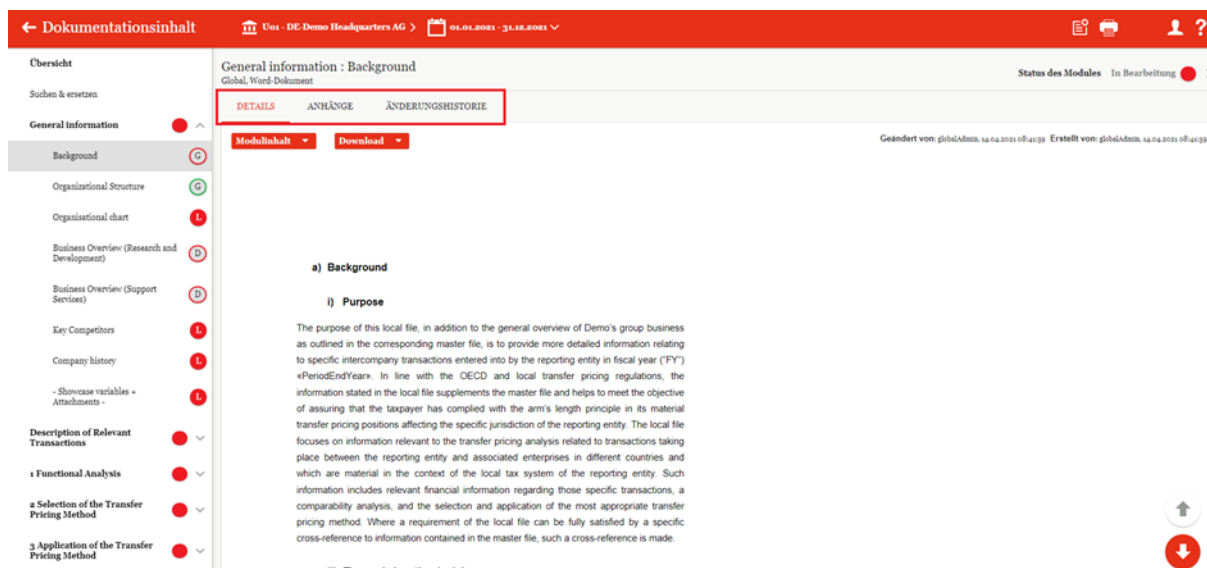 ← Dokumentationsinhalt
U01 - DE-Demo Headquarters AG >
01.01.2021 - 31.12.2021
?
Übersicht
Suchen & ersetzen
General information
Background
G
Organizational Structure
G
Organisational chart
L
Business Overview (Research and
Development)
D
Business Overview (Support
Services)
D
Key Competitors
L
Company history
L
- Showcase variables +
Attachments -
L
Description of Relevant
Transactions
1 Functional Analysis
2 Selection of the Transfer
Pricing Method
3 Application of the Transfer
Pricing Method
General information : Background
Global, Word-Dokument
Status des Modules In Bearbeitung
DETAILS ANHÄNGE ÄNDERUNGSHISTORIE
Modulinhalt Download
Geändert von: globalAdmin, 14.04.2021 08:41:59 Erstellt von: globalAdmin, 14.04.2021 08:41:59
a) Background
i) Purpose
The purpose of this local file, in addition to the general overview of Demo's group business
as outlined in the corresponding master file, is to provide more detailed information relating
to specific intercompany transactions entered into by the reporting entity in fiscal year ("FY")
«PeriodEndYear». In line with the OECD and local transfer pricing regulations, the
information stated in the local file supplements the master file and helps to meet the objective
of assuring that the taxpayer has complied with the arm's length principle in its material
transfer pricing positions affecting the specific jurisdiction of the reporting entity. The local file
focuses on information relevant to the transfer pricing analysis related to transactions taking
place between the reporting entity and associated enterprises in different countries and
which are material in the context of the local tax system of the reporting entity. Such
information includes relevant financial information regarding those specific transactions, a
comparability analysis, and the selection and application of the most appropriate transfer
pricing method. Where a requirement of the local file can be fully satisfied by a specific
cross-reference to information contained in the master file, such a cross-reference is made.